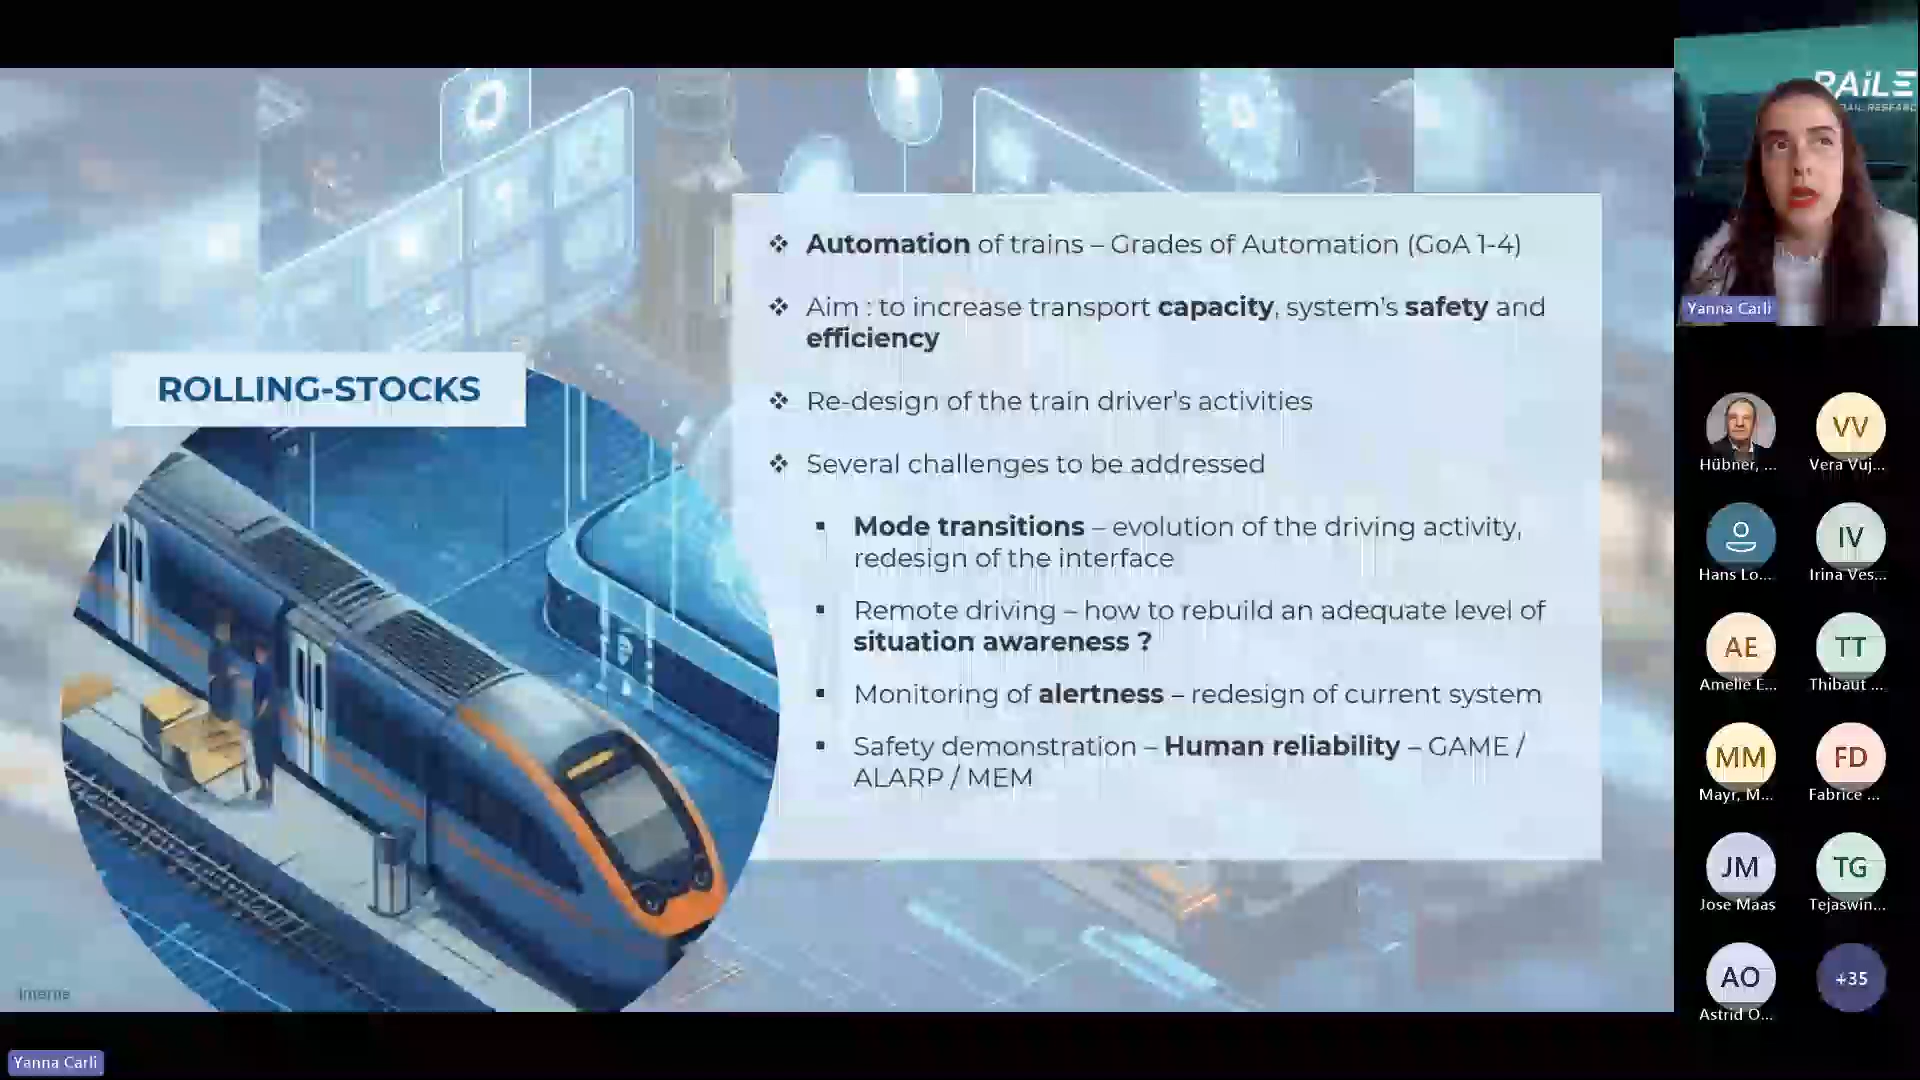 ROLLING-STOCKS
❖ Automation of trains – Grades of Automation (GoA 1-4)
❖ Aim : to increase transport capacity, system's safety and
efficiency
❖ Re-design of the train driver's activities
❖ Several challenges to be addressed
▪ Mode transitions – evolution of the driving activity,
redesign of the interface
▪ Remote driving – how to rebuild an adequate level of
situation awareness ?
▪ Monitoring of alertness – redesign of current system
▪ Safety demonstration – Human reliability – GAME /
ALARP / MEM
Interne
Yanna Carli
RAiLE
Yanna Carli
Hübner, ...
VV
Vera Vuj...
Hans Lo...
IV
Irina Ves...
AE
Amelie E...
TT
Thibaut ...
MM
Mayr, M...
FD
Fabrice ...
JM
Jose Maas
TG
Tejaswin...
AO
Astrid O...
+35